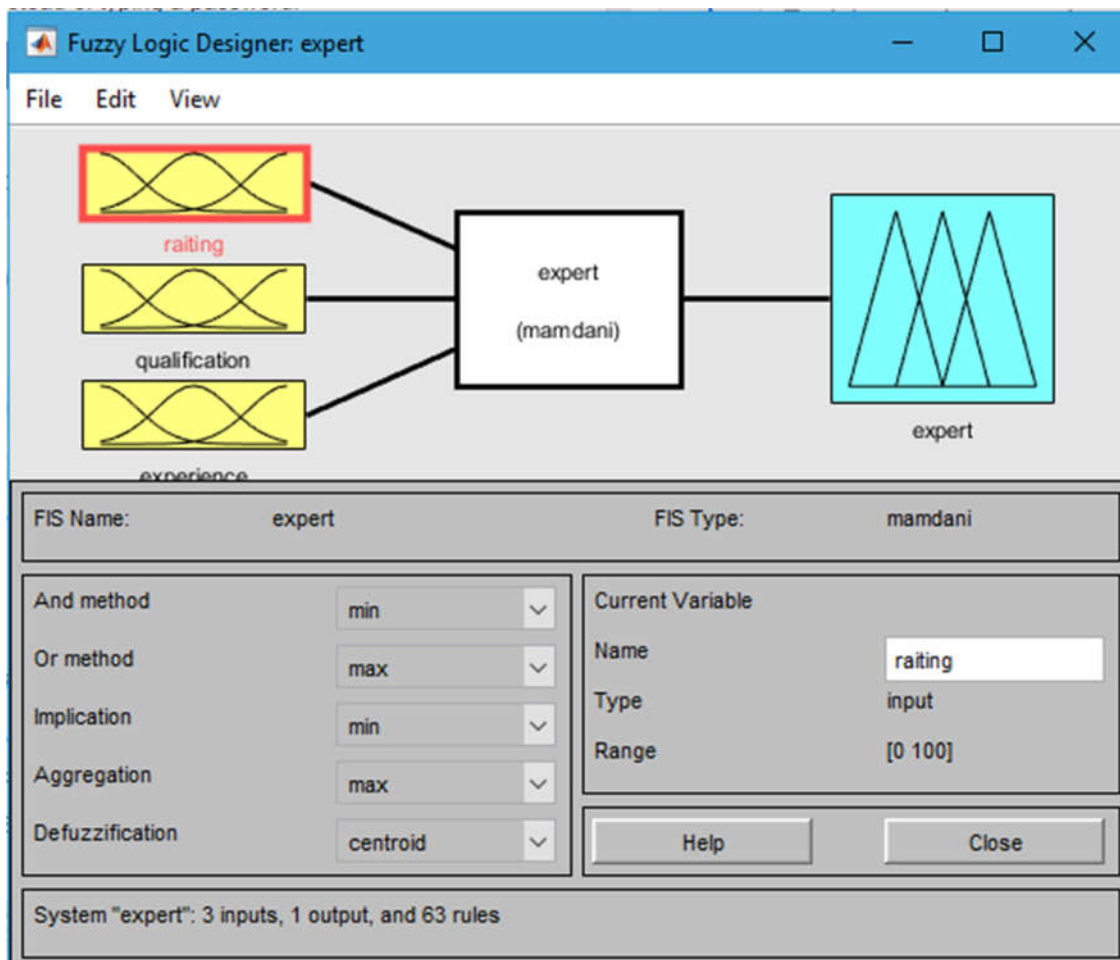 Fuzzy Logic Designer: expert
File Edit View
raiting
qualification
experience
expert
(mamdani)
expert
FIS Name: expert FIS Type: mamdani
And method min
Or method max
Implication min
Aggregation max
Defuzzification centroid
Current Variable
Name raiting
Type input
Range [0 100]
Help Close
System "expert": 3 inputs, 1 output, and 63 rules